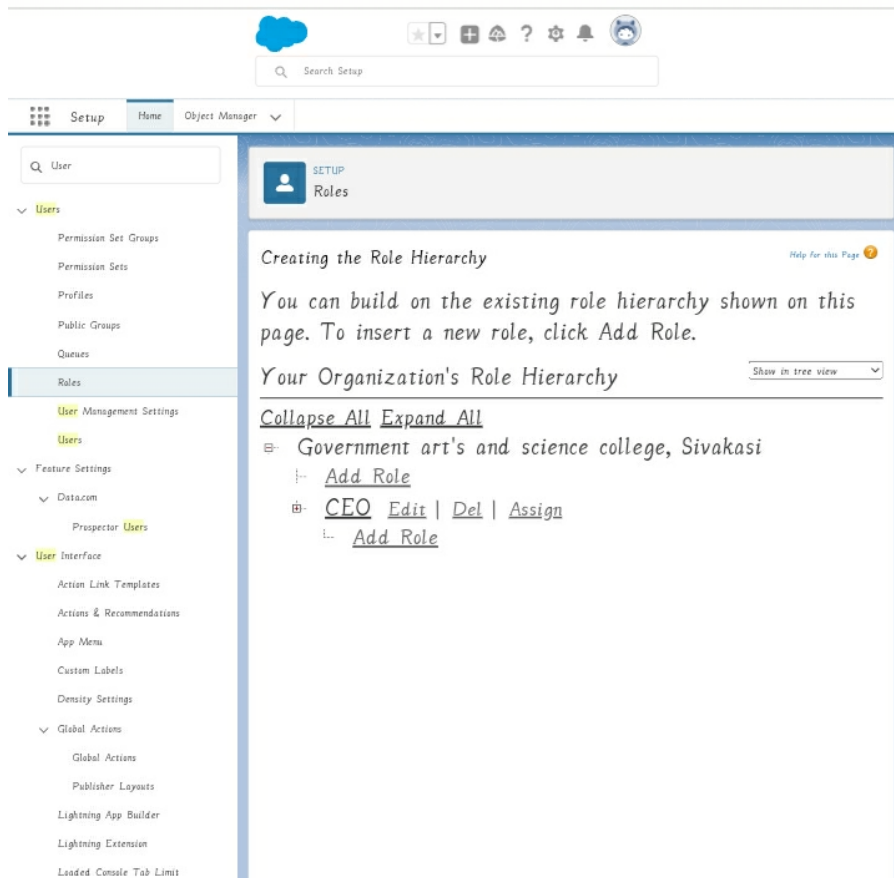 Search Setup
Setup Home Object Manager
User
Users
Permission Set Groups
Permission Sets
Profiles
Public Groups
Queues
Roles
User Management Settings
Users
Feature Settings
Data.com
Prospector Users
User Interface
Action Link Templates
Actions & Recommendations
App Menu
Custom Labels
Density Settings
Global Actions
Global Actions
Publisher Layouts
Lightning App Builder
Lightning Extension
Loaded Console Tab Limit
SETUP
Roles
Creating the Role Hierarchy
Help for this Page
You can build on the existing role hierarchy shown on this
page. To insert a new role, click Add Role.
Your Organization's Role Hierarchy
Show in tree view
Collapse All Expand All
Government art's and science college, Sivakasi
Add Role
CEO Edit | Del | Assign
Add Role